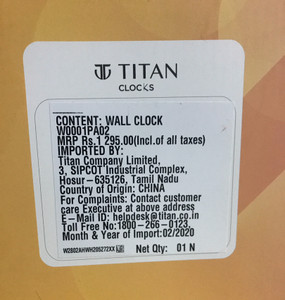 TITAN
CLOCKS
CONTENT: WALL CLOCK
W0001PA02
MRP Rs.1 295.00(Incl.of all taxes)
IMPORTED BY:
Titan Company Limited,
3, SIPCOT Industrial Complex,
Hosur-635126, Tamil Nadu
Country of Origin: CHINA
For Complaints: Contact customer
care Executive at above address
E-Mail ID: helpdesk@titan.co.in
Toll Free No:1800-266-0123,
Month & Year of Import:02/2020
Net Qty: 01 N